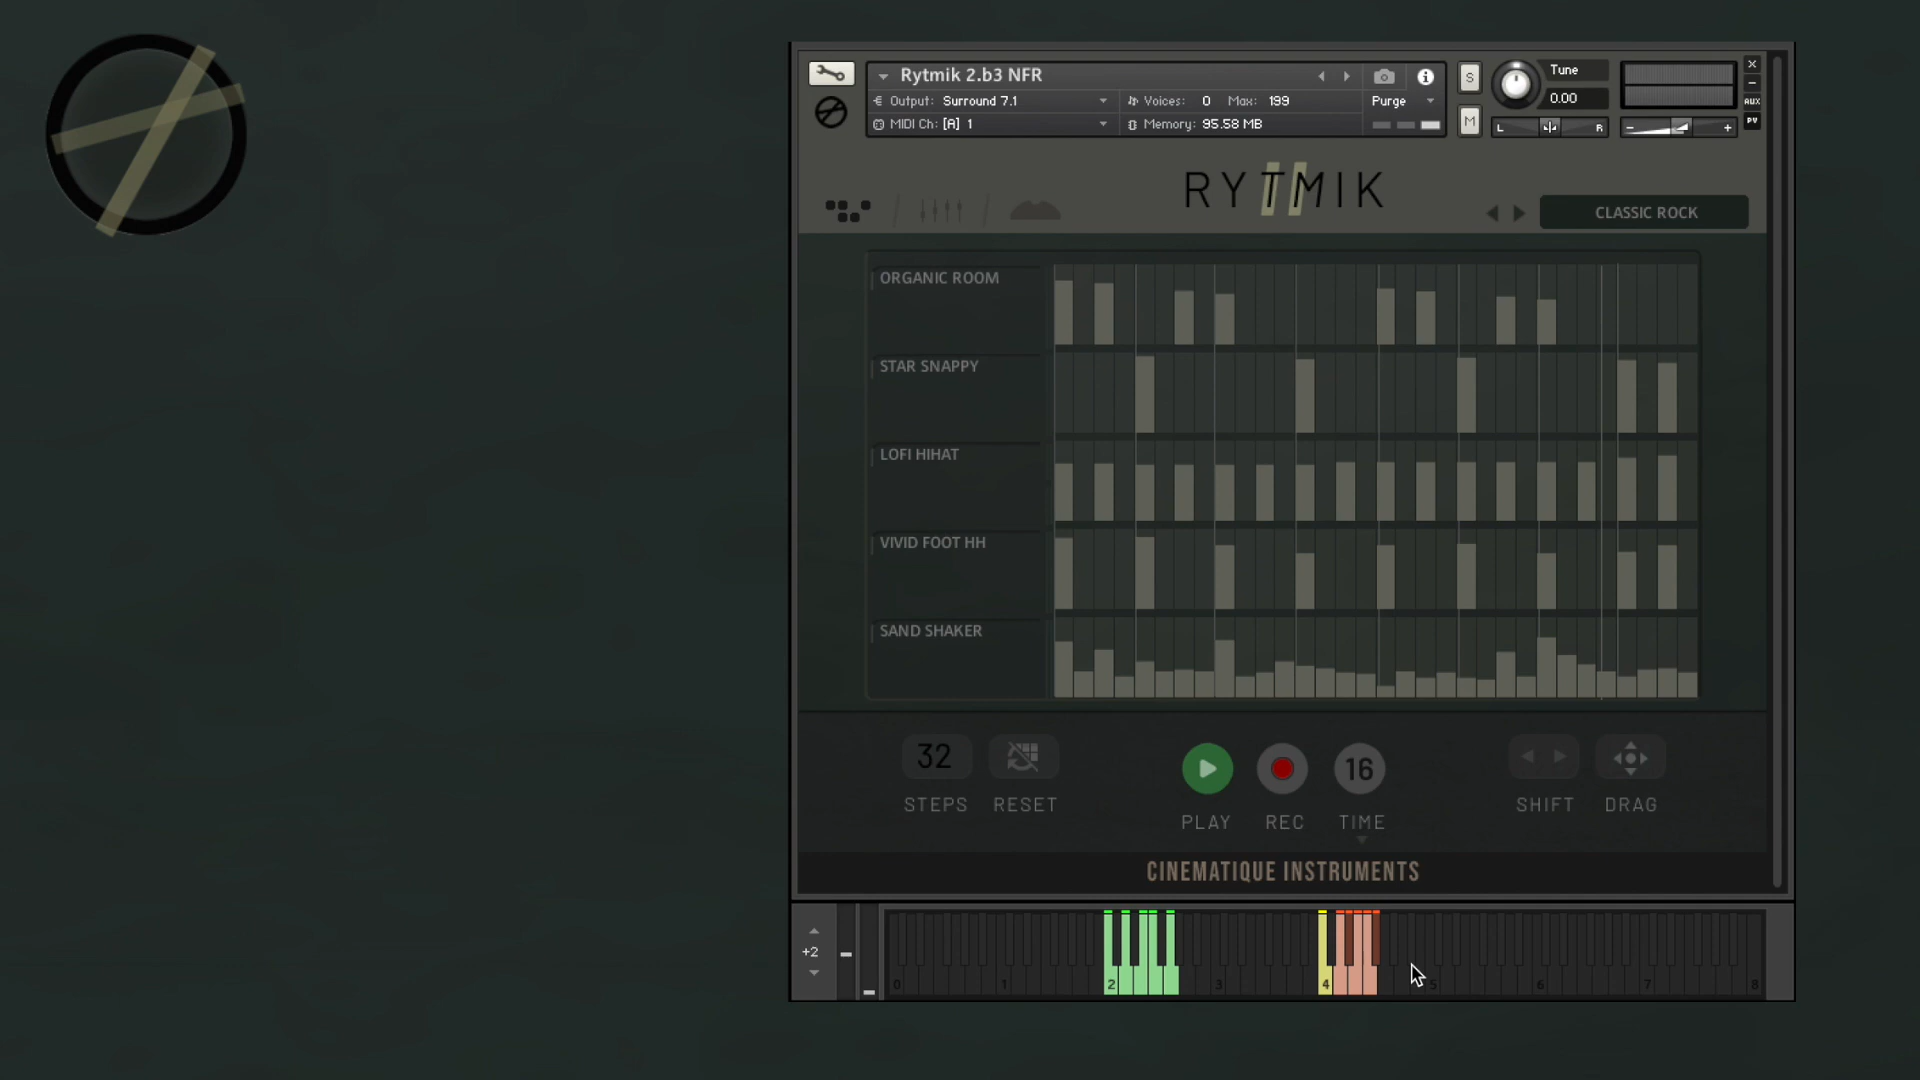 Rytmik 2.b3 NFR
Output: Surround 7.1
Voices: 0 Max: 199
Purge
MIDI Ch: [A] 1
Memory: 95.58 MB
S
M
Tune
0.00
L R
- +
×
-
AUX
PV
RYTMIK
CLASSIC ROCK
ORGANIC ROOM
STAR SNAPPY
LOFI HIHAT
VIVID FOOT HH
SAND SHAKER
32
16
STEPS RESET
PLAY REC TIME
SHIFT DRAG
CINEMATIQUE INSTRUMENTS
+2
0 1 2 3 4 5 6 7 8